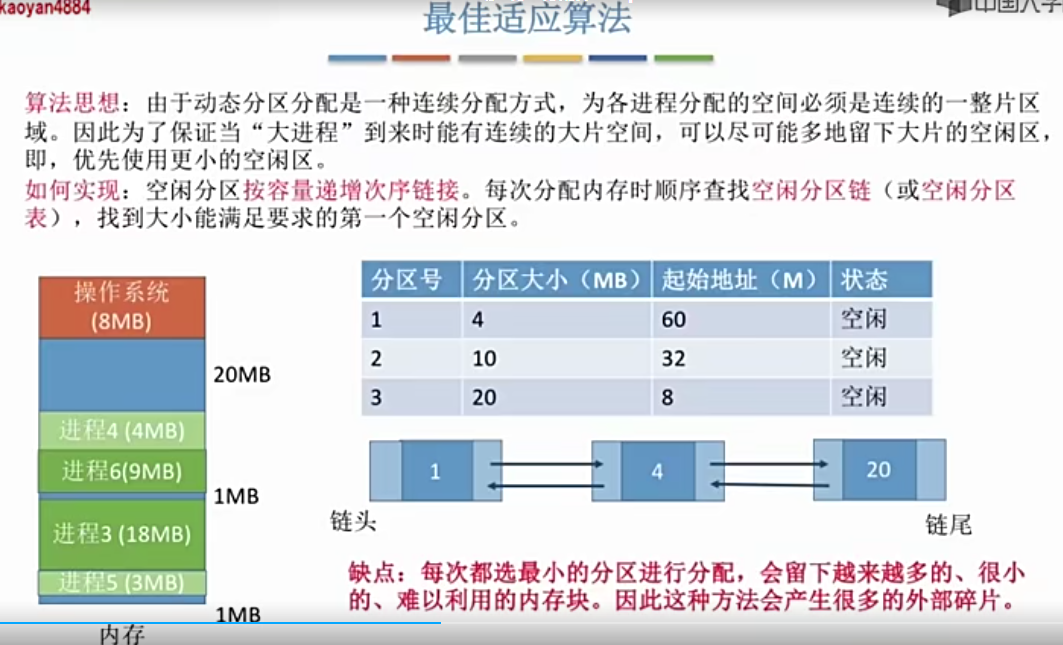 kaoyan4884
最佳适应算法
中国大学
算法思想：由于动态分区分配是一种连续分配方式，为各进程分配的空间必须是连续的一整片区
域。因此为了保证当“大进程”到来时能有连续的大片空间，可以尽可能多地留下大片的空闲区，
即，优先使用更小的空闲区。
如何实现：空闲分区按容量递增次序链接。每次分配内存时顺序查找空闲分区链（或空闲分区
表），找到大小能满足要求的第一个空闲分区。
操作系统
(8MB)
20MB
进程4 (4MB)
进程6(9MB)
1MB
进程3 (18MB)
进程5 (3MB)
1MB
内存
分区号 分区大小（MB） 起始地址（M） 状态
1 4 60 空闲
2 10 32 空闲
3 20 8 空闲
1 4 20
链头 链尾
缺点：每次都选最小的分区进行分配，会留下越来越多的、很小
的、难以利用的内存块。因此这种方法会产生很多的外部碎片。